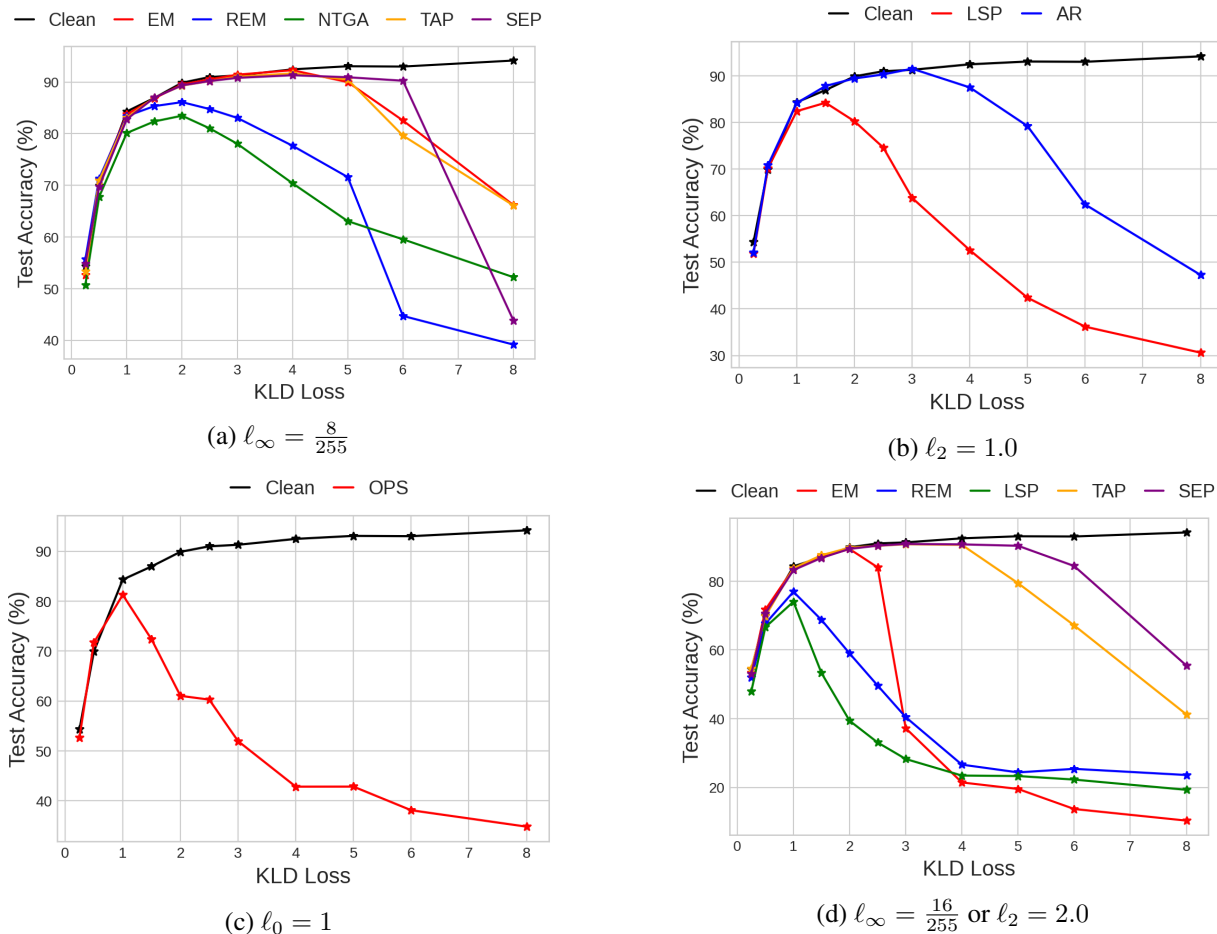 Clean EM REM NTGA TAP SEP
Test Accuracy (%)
90
80
70
60
50
40
0 1 2 3 4 5 6 7 8
KLD Loss
(a) ℓ∞ = 8/255
Clean LSP AR
Test Accuracy (%)
90
80
70
60
50
40
30
0 1 2 3 4 5 6 7 8
KLD Loss
(b) ℓ2 = 1.0
Clean OPS
Test Accuracy (%)
90
80
70
60
50
40
0 1 2 3 4 5 6 7 8
KLD Loss
(c) ℓ0 = 1
Clean EM REM LSP TAP SEP
Test Accuracy (%)
80
60
40
20
0 1 2 3 4 5 6 7 8
KLD Loss
(d) ℓ∞ = 16/255 or ℓ2 = 2.0